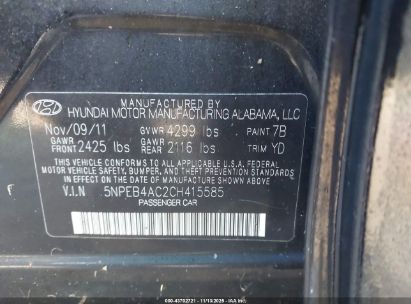 HYUNDAI MOTOR MANUFACTURING ALABAMA, LLC
Nov/09/11 GVWR 4299 lbs PAINT 7B
GAWR FRONT 2425 lbs GAWR REAR 2116 lbs TRIM YD
THIS VEHICLE CONFORMS TO ALL APPLICABLE U.S.A. FEDERAL
MOTOR VEHICLE SAFETY, BUMPER, AND THEFT PREVENTION
STANDARDS IN EFFECT ON THE DATE OF MANUFACTURE SHOWN ABOVE.
V.I.N 5NPEB4AC2CH415585
PASSENGER CAR